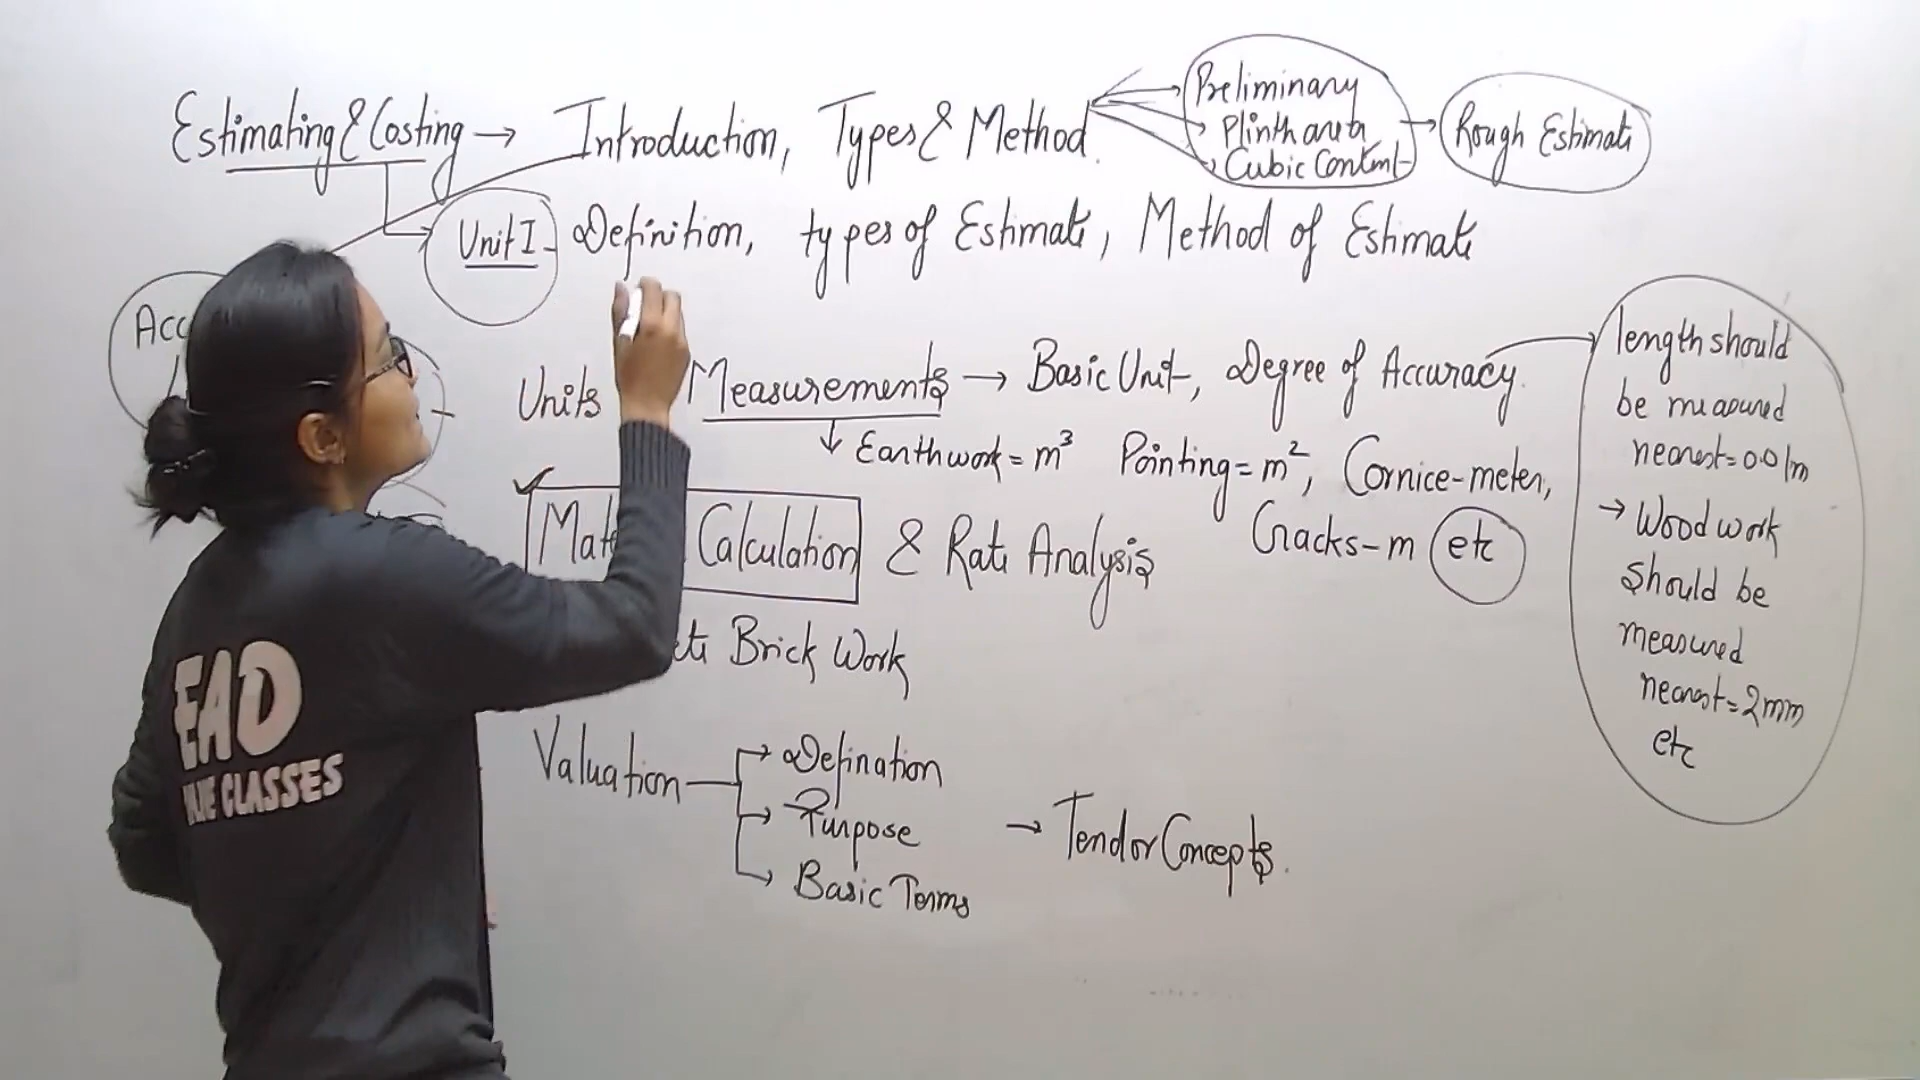 Estimating & Costing → Introduction, Types & Method
Preliminary
Plinth area
Cubic Content
→ Rough Estimate
Unit I - Definition, types of Estimate, Method of Estimate
Acc
Units Measurements → Basic Unit, Degree of Accuracy.
↓ Earthwork = m³ Pointing = m², Cornice - meter,
Cracks - m etc
length should
be measured
nearest = 0.01m
→ Wood work
should be
measured
nearest = 2mm
etc
✓
Calculation & Rate Analysis
Brick Work
Valuation
→ Defination
→ Purpose
→ Basic Terms
→ Tendor Concepts.
EAD
CLASSES